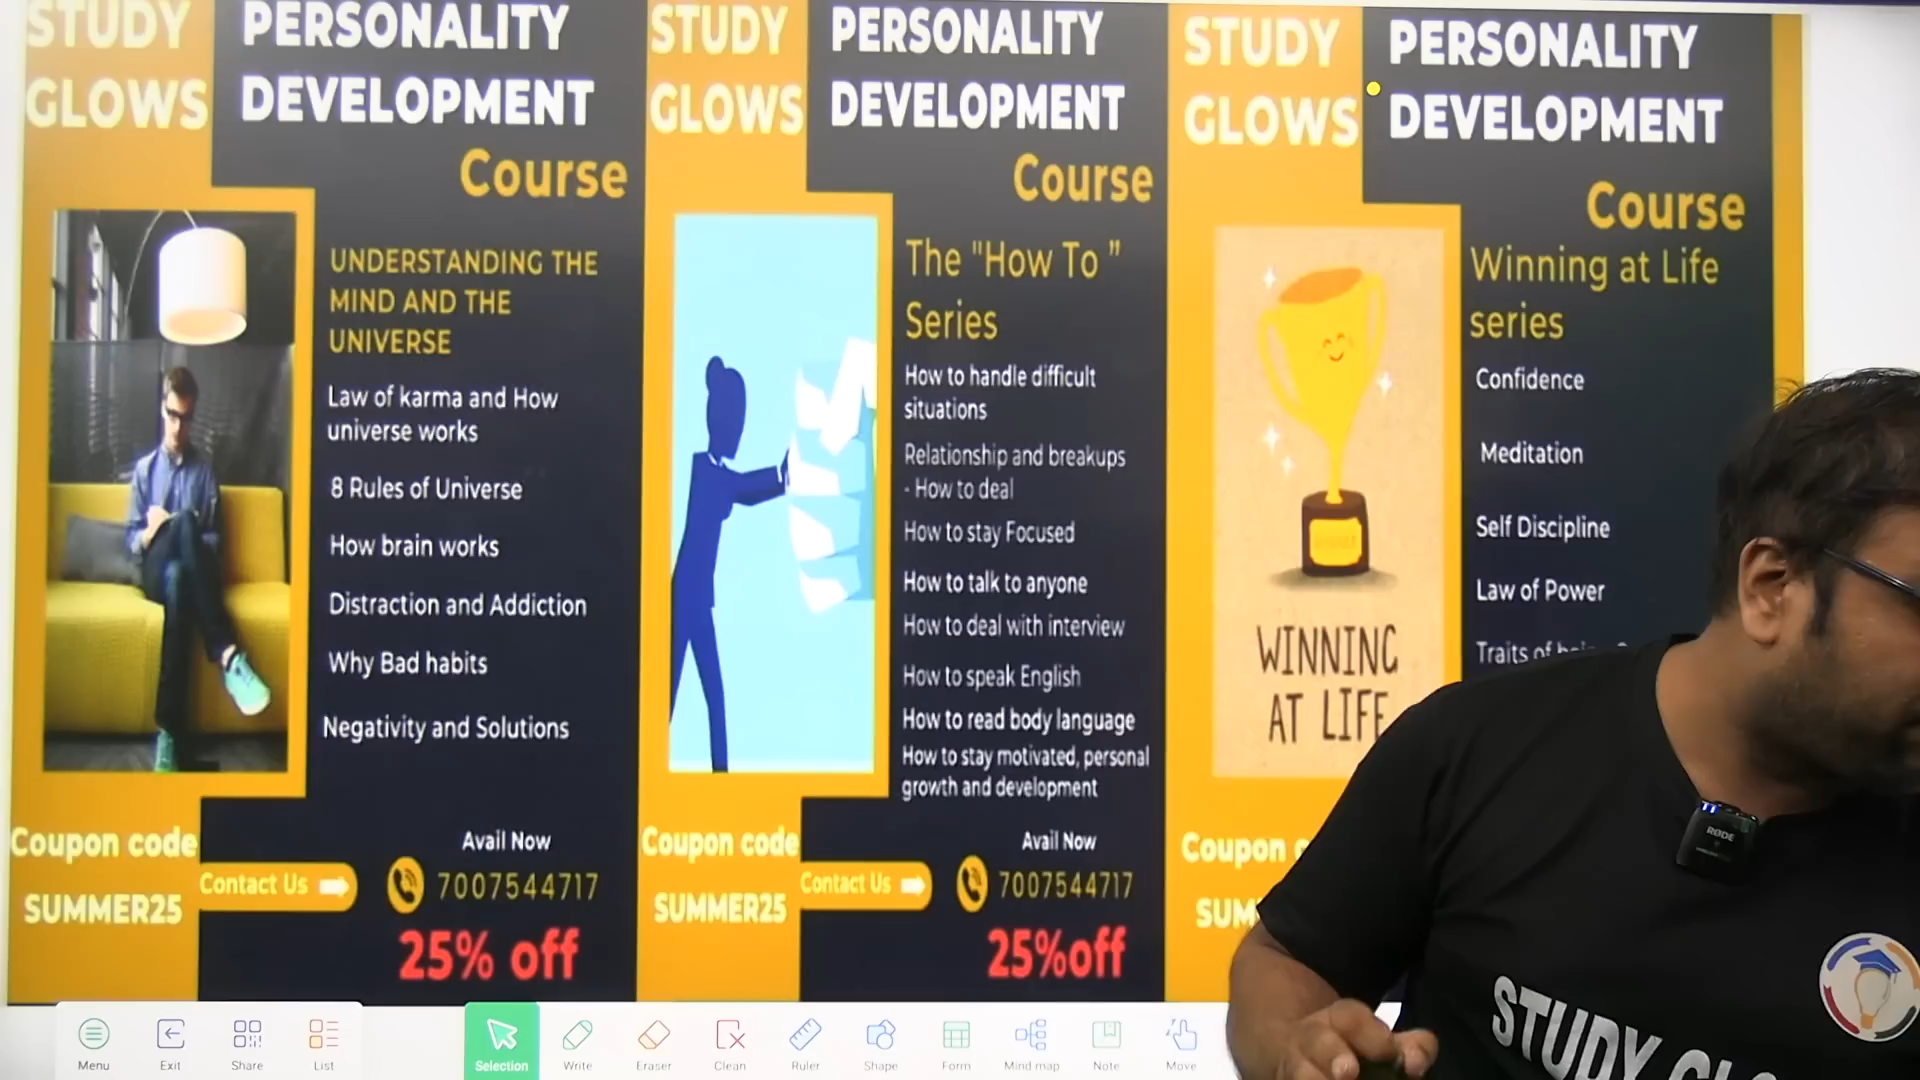 STUDY
GLOWS
PERSONALITY
DEVELOPMENT
Course
UNDERSTANDING THE
MIND AND THE
UNIVERSE
Law of karma and How
universe works
8 Rules of Universe
How brain works
Distraction and Addiction
Why Bad habits
Negativity and Solutions
Coupon code
SUMMER25
Contact Us
Avail Now
7007544717
25% off
STUDY
GLOWS
PERSONALITY
DEVELOPMENT
Course
The "How To ”
Series
How to handle difficult
situations
Relationship and breakups
- How to deal
How to stay Focused
How to talk to anyone
How to deal with interview
How to speak English
How to read body language
How to stay motivated, personal
growth and development
Coupon code
SUMMER25
Contact Us
Avail Now
7007544717
25%off
STUDY
GLOWS
PERSONALITY
DEVELOPMENT
Course
Winning at Life
series
Confidence
Meditation
Self Discipline
Law of Power
Traits of
WINNING
AT LIFE
Coupon
RØDE
STUDY
Menu
Exit
Share
List
Selection
Write
Eraser
Clean
Ruler
Shape
Form
Mind map
Note
Move